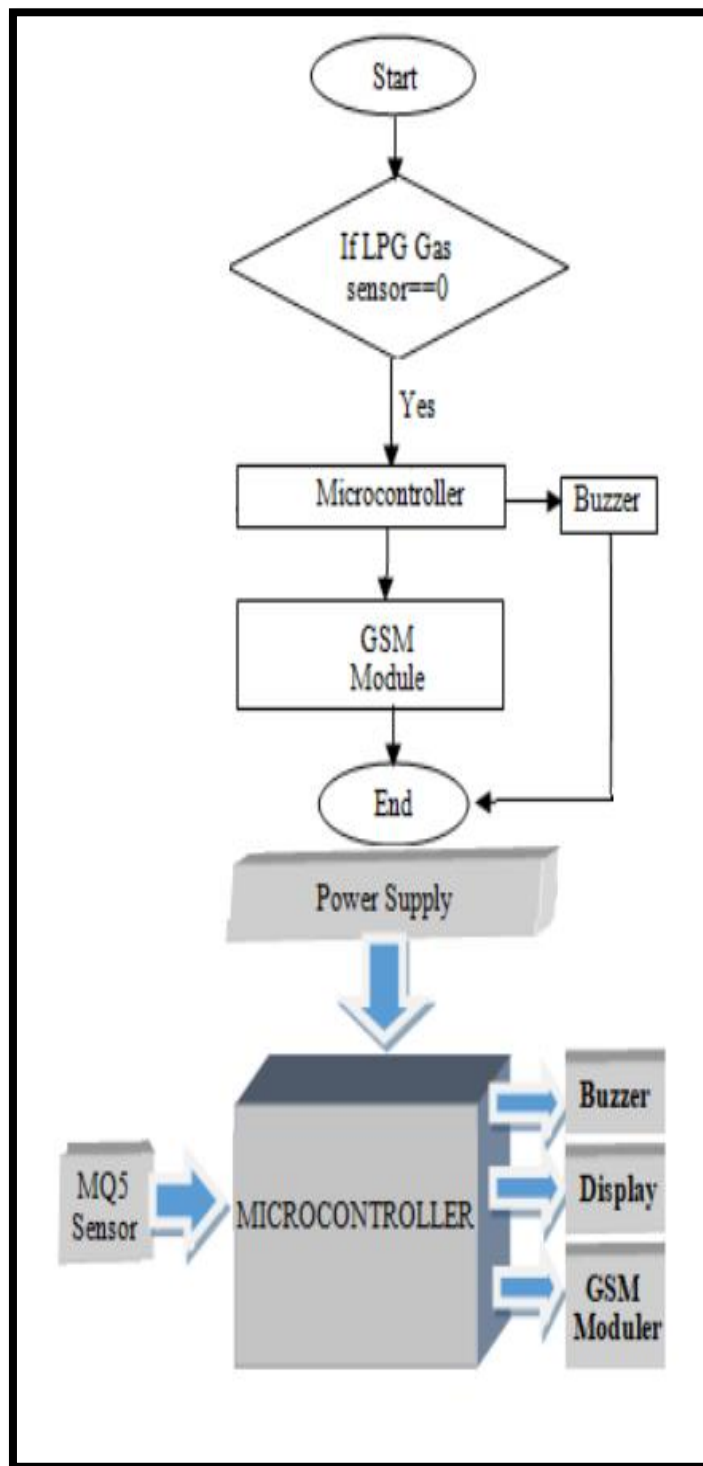 Start
If LPG Gas
sensor==0
Yes
Microcontroller
Buzzer
GSM
Module
End
Power Supply
MQ5
Sensor
MICROCONTROLLER
Buzzer
Display
GSM
Moduler